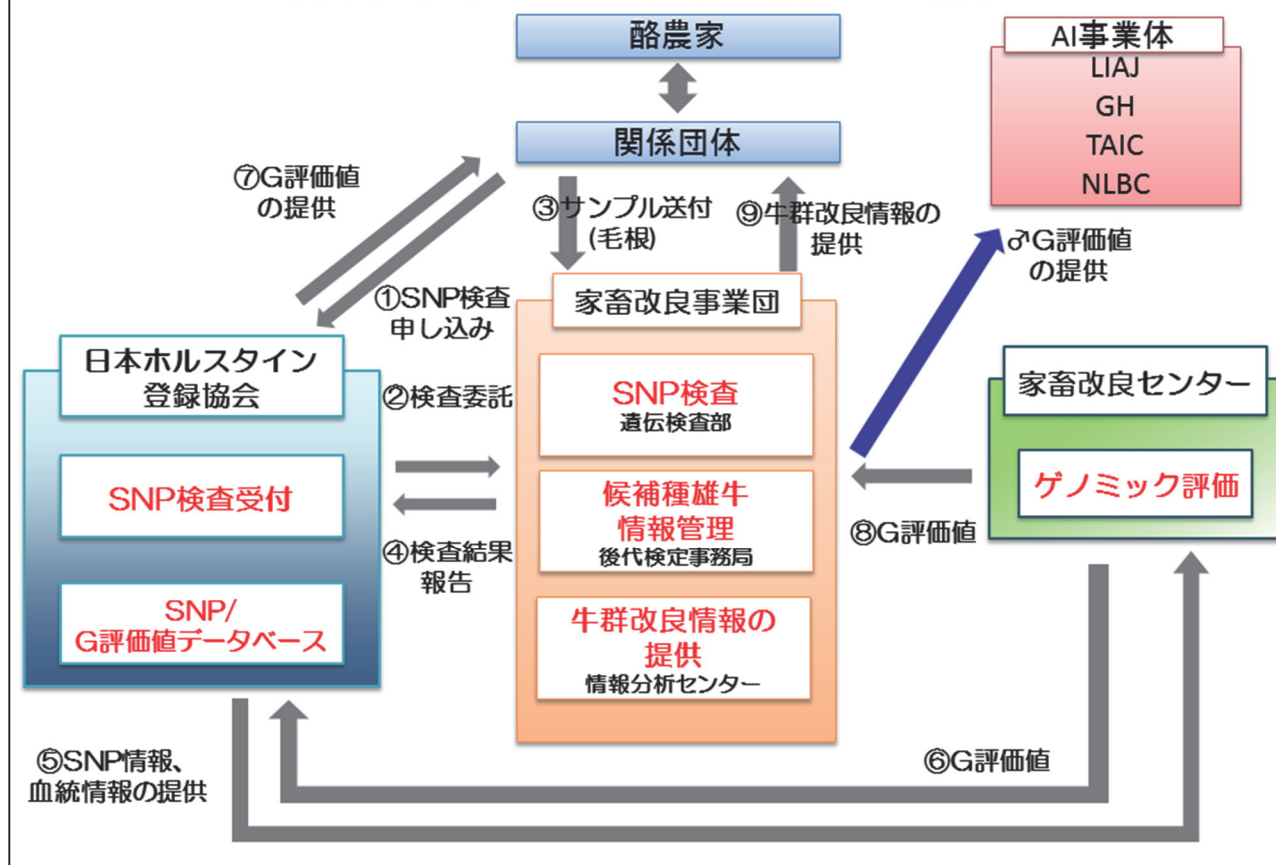 酪農家
関係団体
AI事業体
LIAJ
GH
TAIC
NLBC
⑦G評価値
の提供
③サンプル送付
(毛根)
⑨牛群改良情報の
提供
♂G評価値
の提供
①SNP検査
申し込み
家畜改良事業団
日本ホルスタイン
登録協会
②検査委託
SNP検査
遺伝検査部
家畜改良センター
SNP検査受付
候補種雄牛
情報管理
後代検定事務局
ゲノミック評価
④検査結果
報告
⑧G評価値
SNP/
G評価値データベース
牛群改良情報の
提供
情報分析センター
⑤SNP情報、
血統情報の提供
⑥G評価値